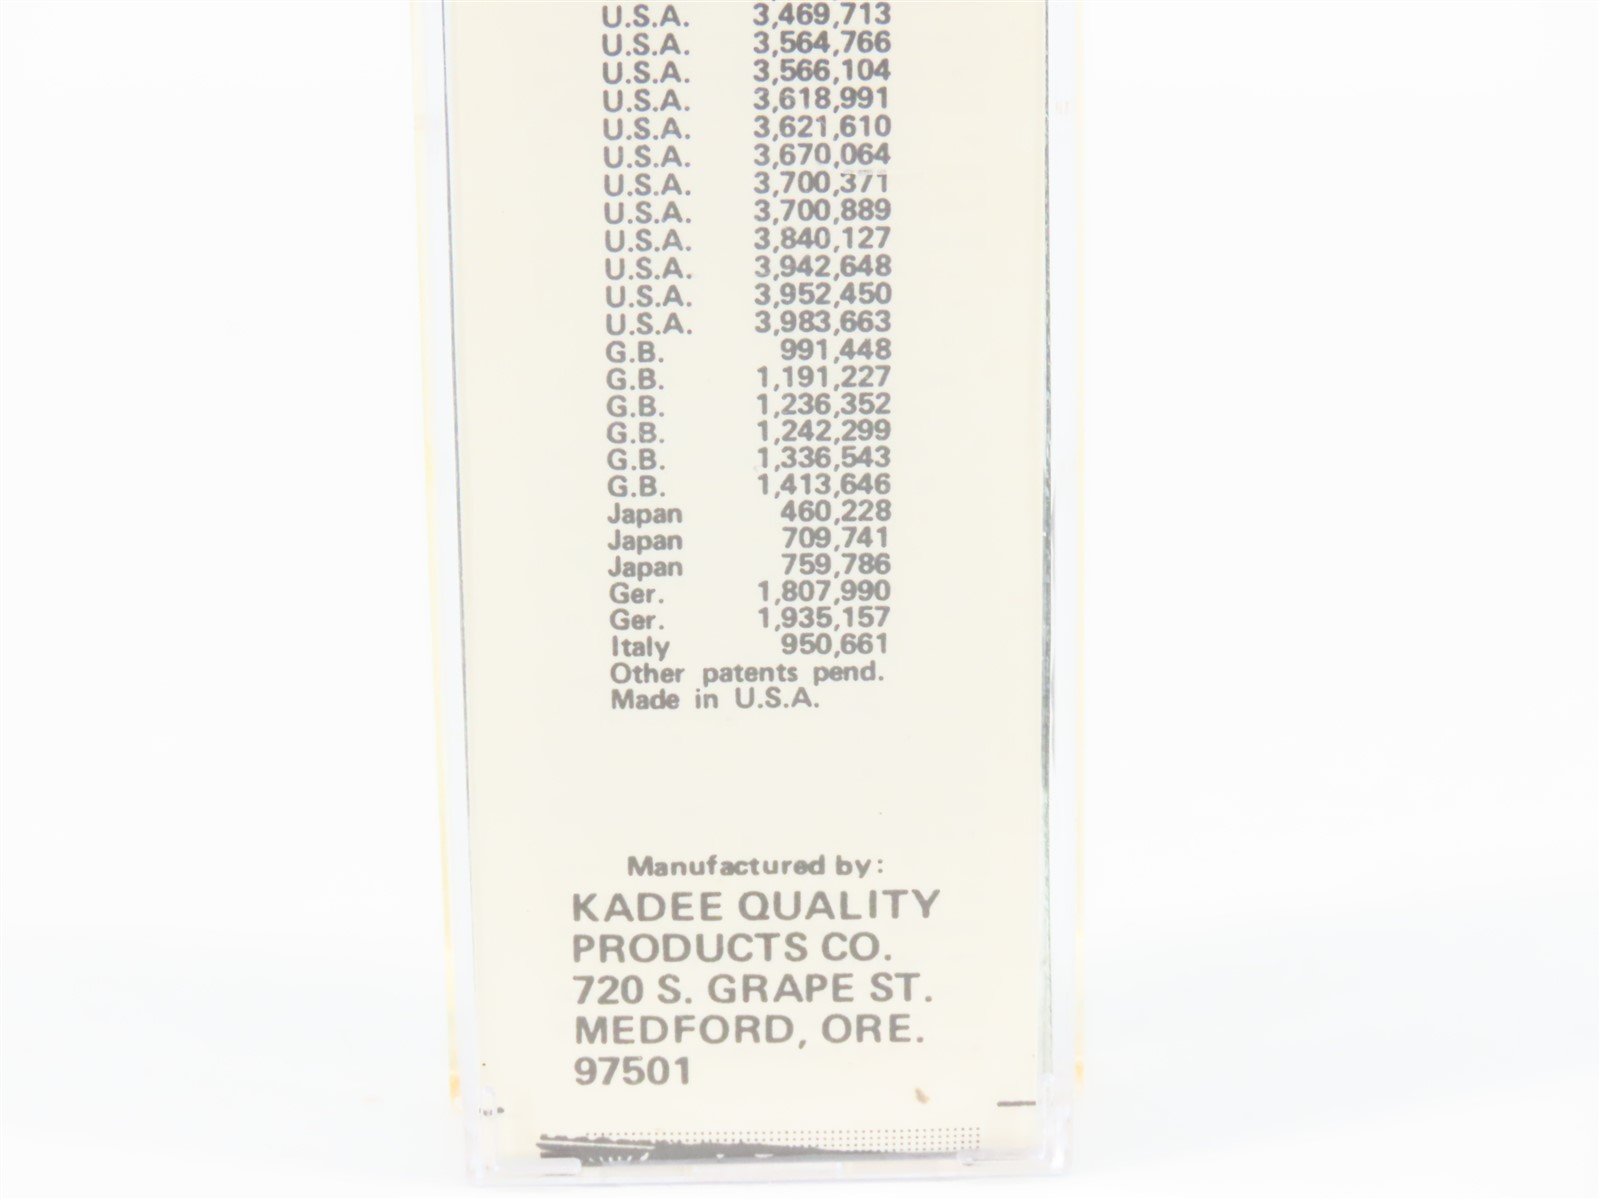 U.S.A. 3,469,713
U.S.A. 3,564,766
U.S.A. 3,566,104
U.S.A. 3,618,991
U.S.A. 3,621,610
U.S.A. 3,670,064
U.S.A. 3,700,371
U.S.A. 3,700,889
U.S.A. 3,840,127
U.S.A. 3,942,648
U.S.A. 3,952,450
U.S.A. 3,983,663
G.B. 991,448
G.B. 1,191,227
G.B. 1,236,352
G.B. 1,242,299
G.B. 1,336,543
G.B. 1,413,646
Japan 460,228
Japan 709,741
Japan 759,786
Ger. 1,807,990
Ger. 1,935,157
Italy 950,661
Other patents pend.
Made in U.S.A.
Manufactured by:
KADEE QUALITY
PRODUCTS CO.
720 S. GRAPE ST.
MEDFORD, ORE.
97501